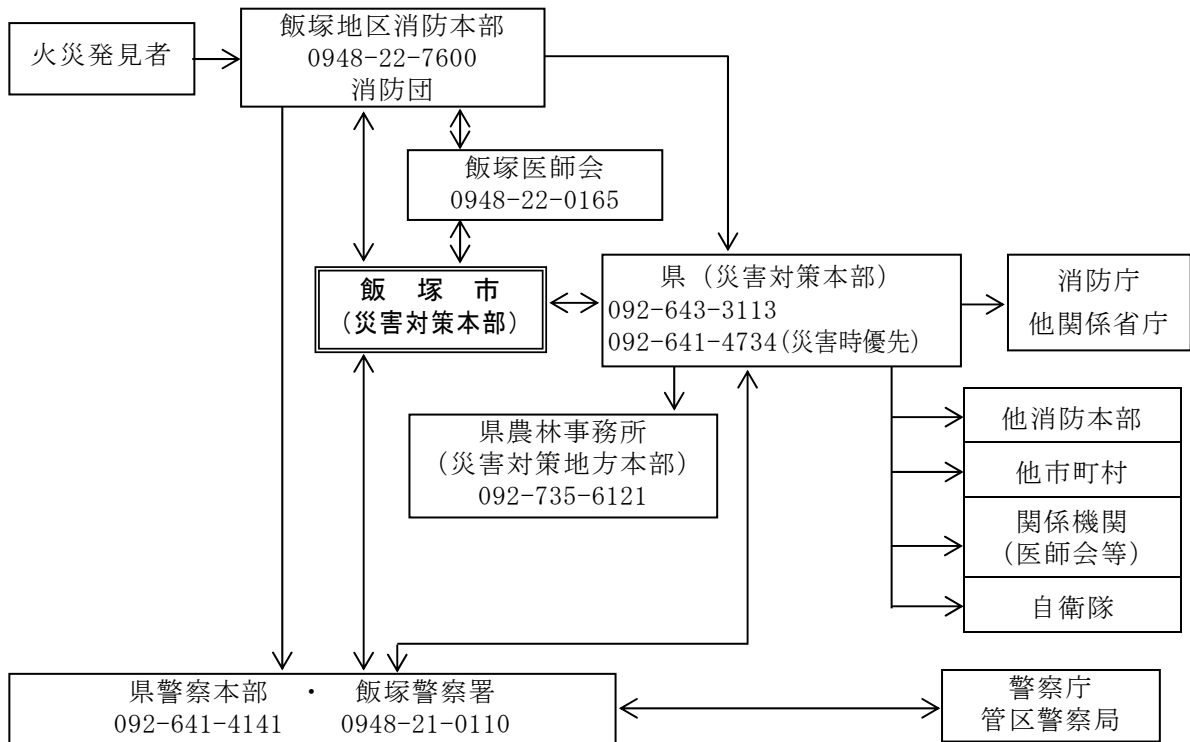 火災発見者
飯塚地区消防本部
0948-22-7600
消防団
飯塚医師会
0948-22-0165
飯塚市
(災害対策本部)
県(災害対策本部)
092-643-3113
092-641-4734(災害時優先)
消防庁
他関係省庁
県農林事務所
(災害対策地方本部)
092-735-6121
他消防本部
他市町村
関係機関
(医師会等)
自衛隊
県警察本部 ・ 飯塚警察署
092-641-4141 0948-21-0110
警察庁
管区警察局